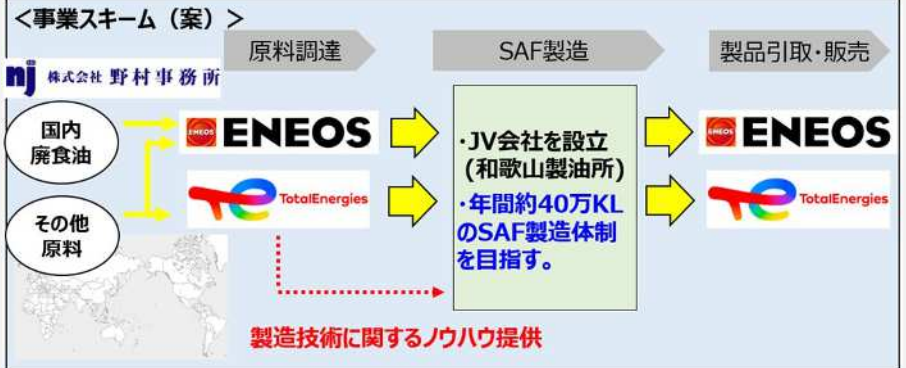 <事業スキーム（案）>
原料調達
SAF製造
製品引取・販売
nj 株式会社 野村事務所
国内
廃食油
その他
原料
ENEOS ENEOS
TotalEnergies
・JV会社を設立
(和歌山製油所)
・年間約40万KL
のSAF製造体制
を目指す。
ENEOS ENEOS
TotalEnergies
製造技術に関するノウハウ提供